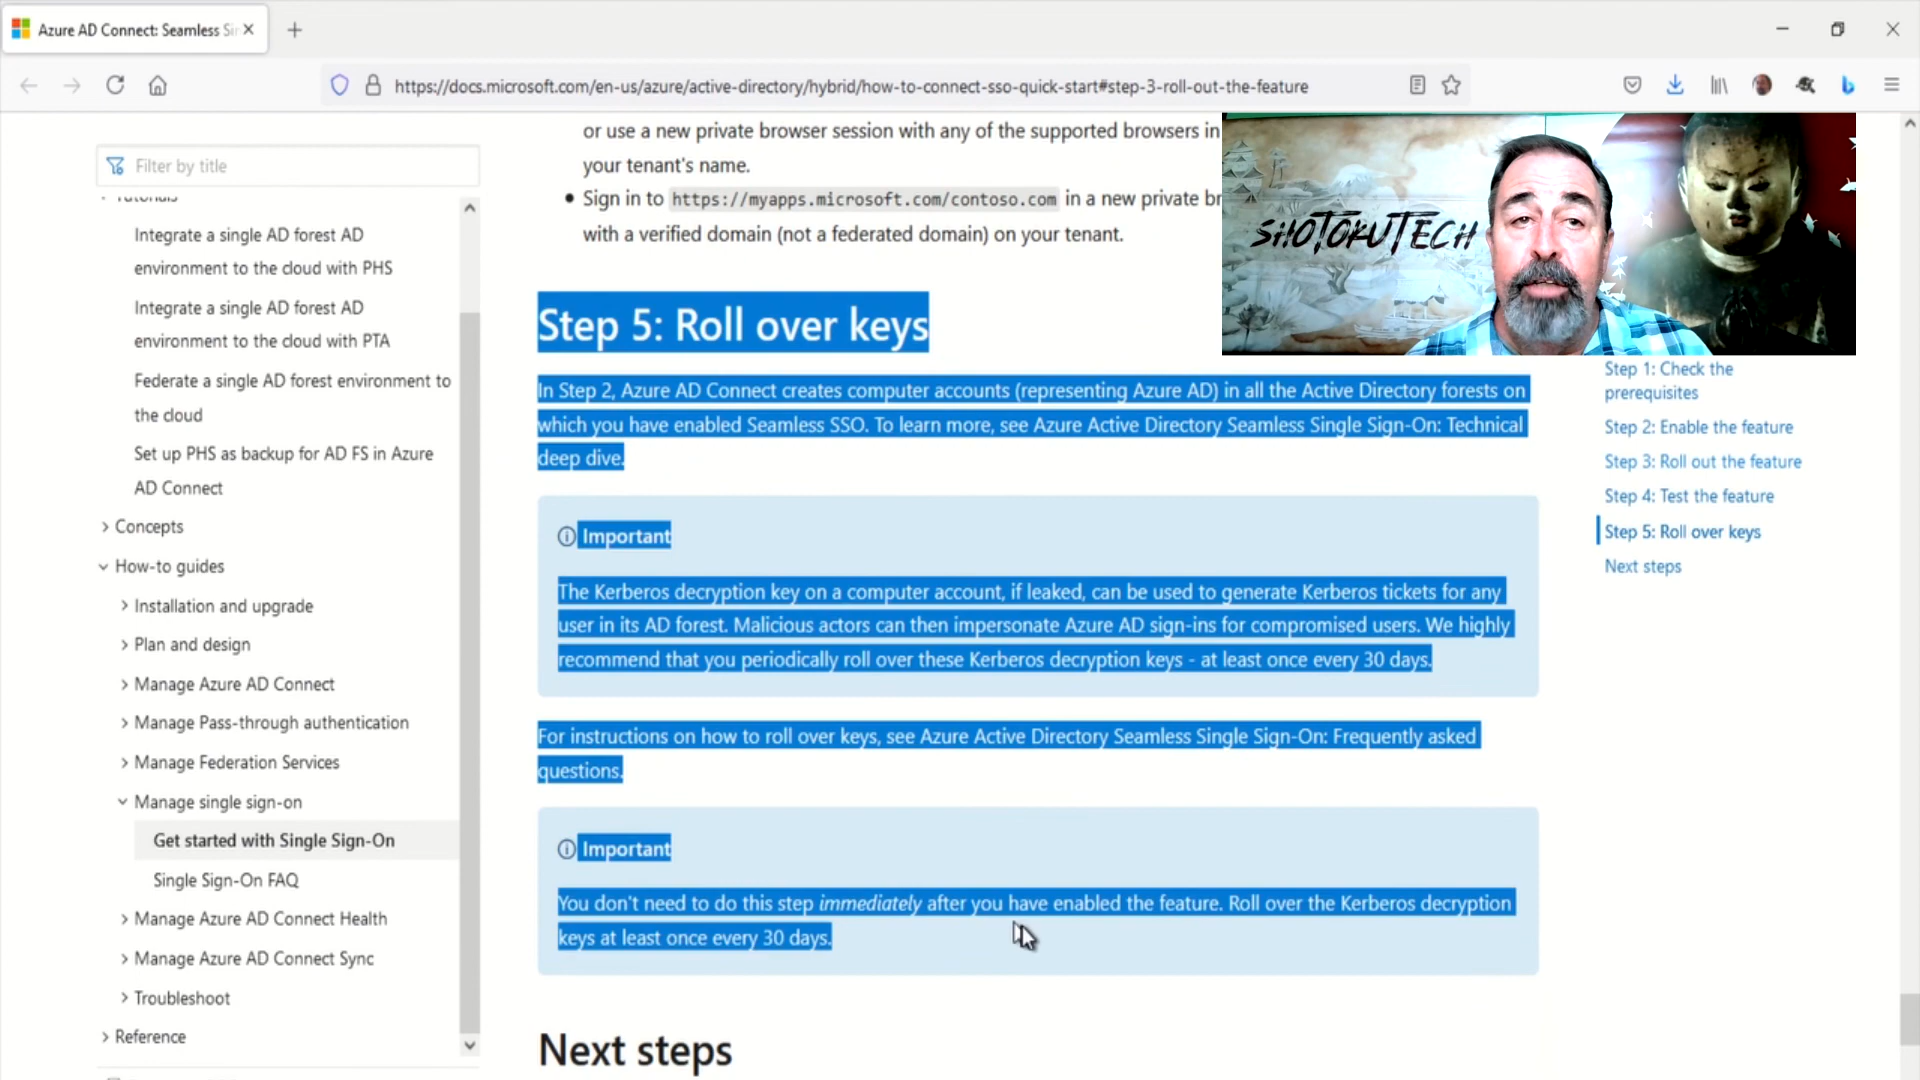 Azure AD Connect: Seamless Si
https://docs.microsoft.com/en-us/azure/active-directory/hybrid/how-to-connect-sso-quick-start#step-3-roll-out-the-feature
Filter by title
Tutorials
Integrate a single AD forest AD
environment to the cloud with PHS
Integrate a single AD forest AD
environment to the cloud with PTA
Federate a single AD forest environment to
the cloud
Set up PHS as backup for AD FS in Azure
AD Connect
Concepts
How-to guides
Installation and upgrade
Plan and design
Manage Azure AD Connect
Manage Pass-through authentication
Manage Federation Services
Manage single sign-on
Get started with Single Sign-On
Single Sign-On FAQ
Manage Azure AD Connect Health
Manage Azure AD Connect Sync
Troubleshoot
Reference
or use a new private browser session with any of the supported browsers in
your tenant's name.
Sign in to https://myapps.microsoft.com/contoso.com in a new private br
with a verified domain (not a federated domain) on your tenant.
Step 5: Roll over keys
In Step 2, Azure AD Connect creates computer accounts (representing Azure AD) in all the Active Directory forests on
which you have enabled Seamless SSO. To learn more, see Azure Active Directory Seamless Single Sign-On: Technical
deep dive.
Important
The Kerberos decryption key on a computer account, if leaked, can be used to generate Kerberos tickets for any
user in its AD forest. Malicious actors can then impersonate Azure AD sign-ins for compromised users. We highly
recommend that you periodically roll over these Kerberos decryption keys - at least once every 30 days.
For instructions on how to roll over keys, see Azure Active Directory Seamless Single Sign-On: Frequently asked
questions.
Important
You don't need to do this step immediately after you have enabled the feature. Roll over the Kerberos decryption
keys at least once every 30 days.
Next steps
SHOTOKUTECH
Step 1: Check the
prerequisites
Step 2: Enable the feature
Step 3: Roll out the feature
Step 4: Test the feature
Step 5: Roll over keys
Next steps